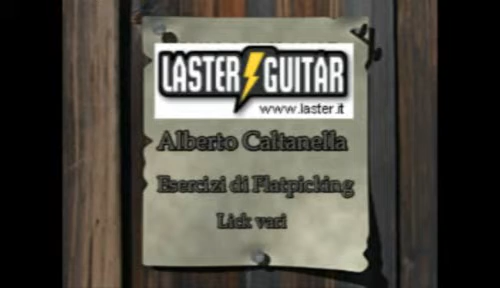 LASTER GUITAR
www.laster.it
Alberto Caltanella
Esercizi di Flatpicking
Lick vari